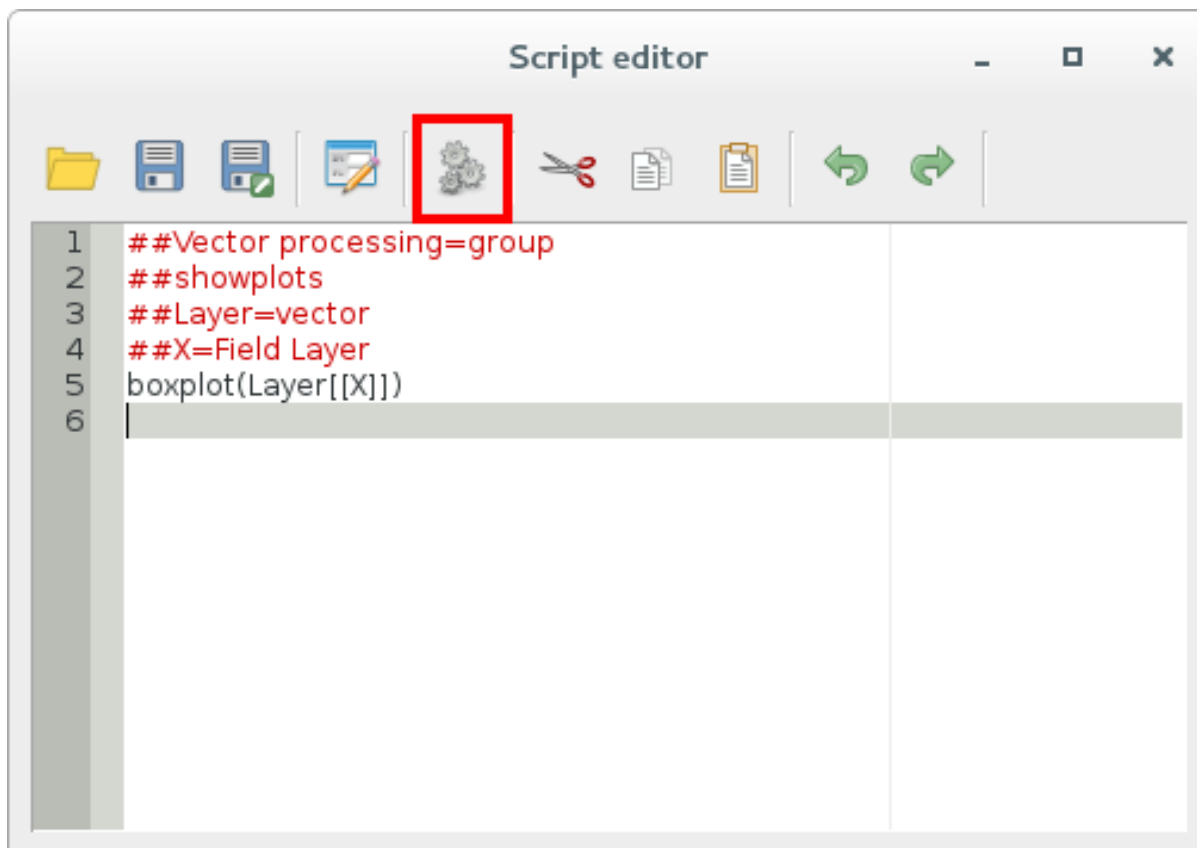 Script editor
1 ##Vector processing=group
2 ##showplots
3 ##Layer=vector
4 ##X=Field Layer
5 boxplot(Layer[[X]])
6